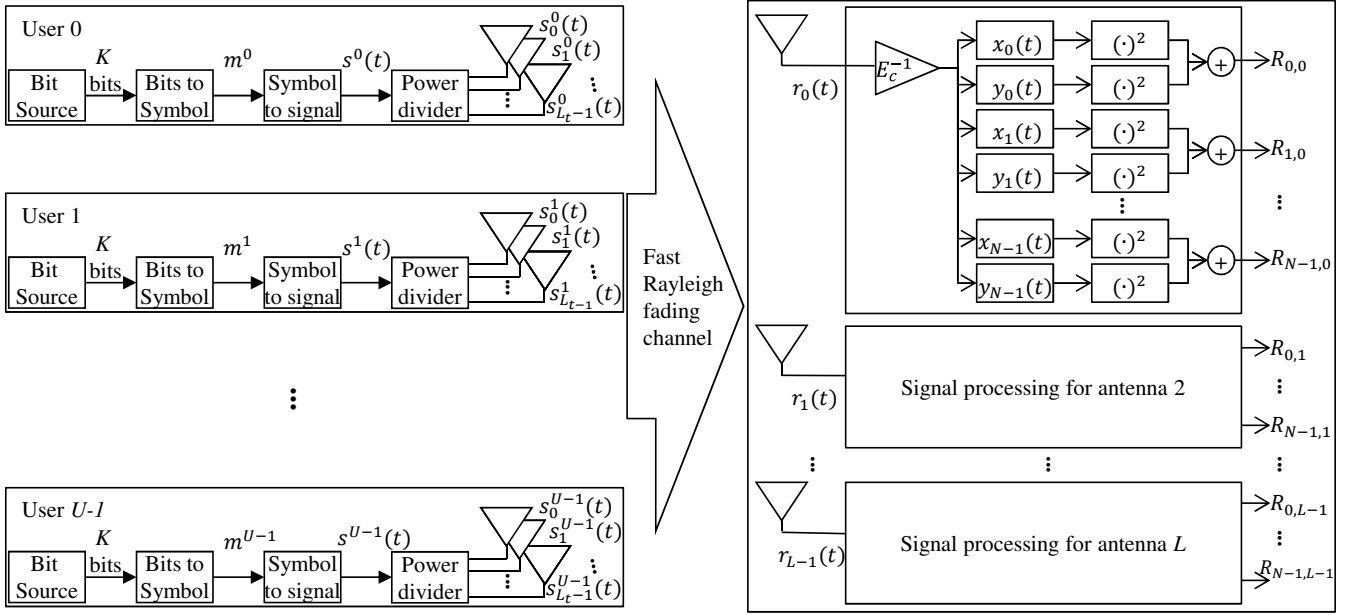 User 0
K
bits
m^0
s^0(t)
Bit
Source
Bits to
Symbol
Symbol
to signal
Power
divider
s_0^0(t)
s_1^0(t)
s_{L_t-1}^0(t)
User 1
K
bits
m^1
s^1(t)
Bit
Source
Bits to
Symbol
Symbol
to signal
Power
divider
s_0^1(t)
s_1^1(t)
s_{L_{t-1}}^1(t)
User U-1
K
bits
m^{U-1}
s^{U-1}(t)
Bit
Source
Bits to
Symbol
Symbol
to signal
Power
divider
s_0^{U-1}(t)
s_1^{U-1}(t)
s_{L_t-1}^{U-1}(t)
Fast
Rayleigh
fading
channel
r_0(t)
E_c^{-1}
x_0(t)
(·)^2
y_0(t)
(·)^2
+
R_{0,0}
x_1(t)
(·)^2
y_1(t)
(·)^2
+
R_{1,0}
x_{N-1}(t)
(·)^2
y_{N-1}(t)
(·)^2
+
R_{N-1,0}
r_1(t)
Signal processing for antenna 2
R_{0,1}
R_{N-1,1}
r_{L-1}(t)
Signal processing for antenna L
R_{0,L-1}
R_{N-1,L-1}